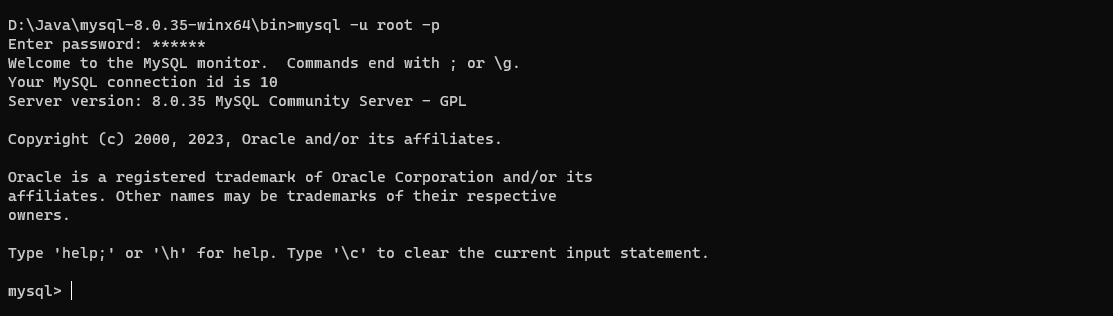 D:\Java\mysql-8.0.35-winx64\bin>mysql -u root -p
Enter password: ******
Welcome to the MySQL monitor.  Commands end with ; or \g.
Your MySQL connection id is 10
Server version: 8.0.35 MySQL Community Server - GPL

Copyright (c) 2000, 2023, Oracle and/or its affiliates.

Oracle is a registered trademark of Oracle Corporation and/or its
affiliates. Other names may be trademarks of their respective
owners.

Type 'help;' or '\h' for help. Type '\c' to clear the current input statement.

mysql>